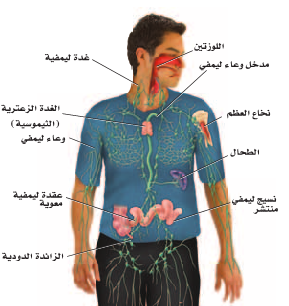 اللوزتين
غدة ليمفية
مدخل وعاء ليمفي
الغدة الزعترية
(الثيموسية)
نخاع العظم
وعاء ليمفي
الطحال
عقدة ليمفية
معوية
نسيج ليمفي
منتشر
الزائدة الدودية